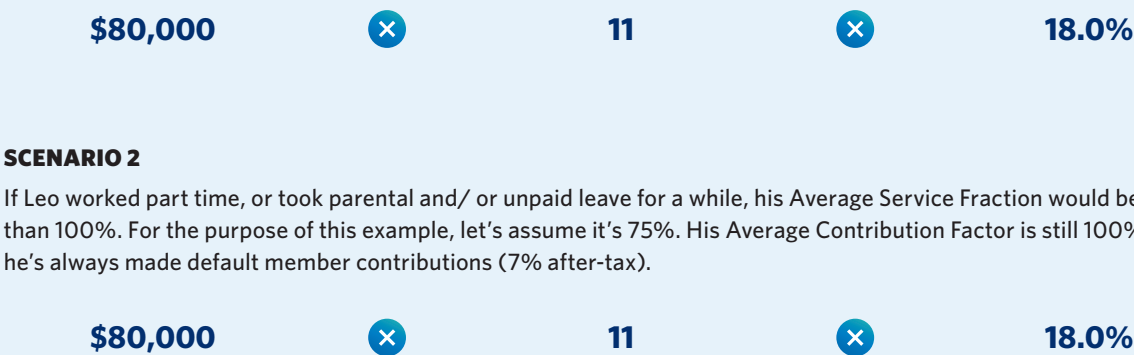 $80,000 × 11 × 18.0%
SCENARIO 2
If Leo worked part time, or took parental and/ or unpaid leave for a while, his Average Service Fraction would be
than 100%. For the purpose of this example, let's assume it's 75%. His Average Contribution Factor is still 100%
he's always made default member contributions (7% after-tax).
$80,000 × 11 × 18.0%